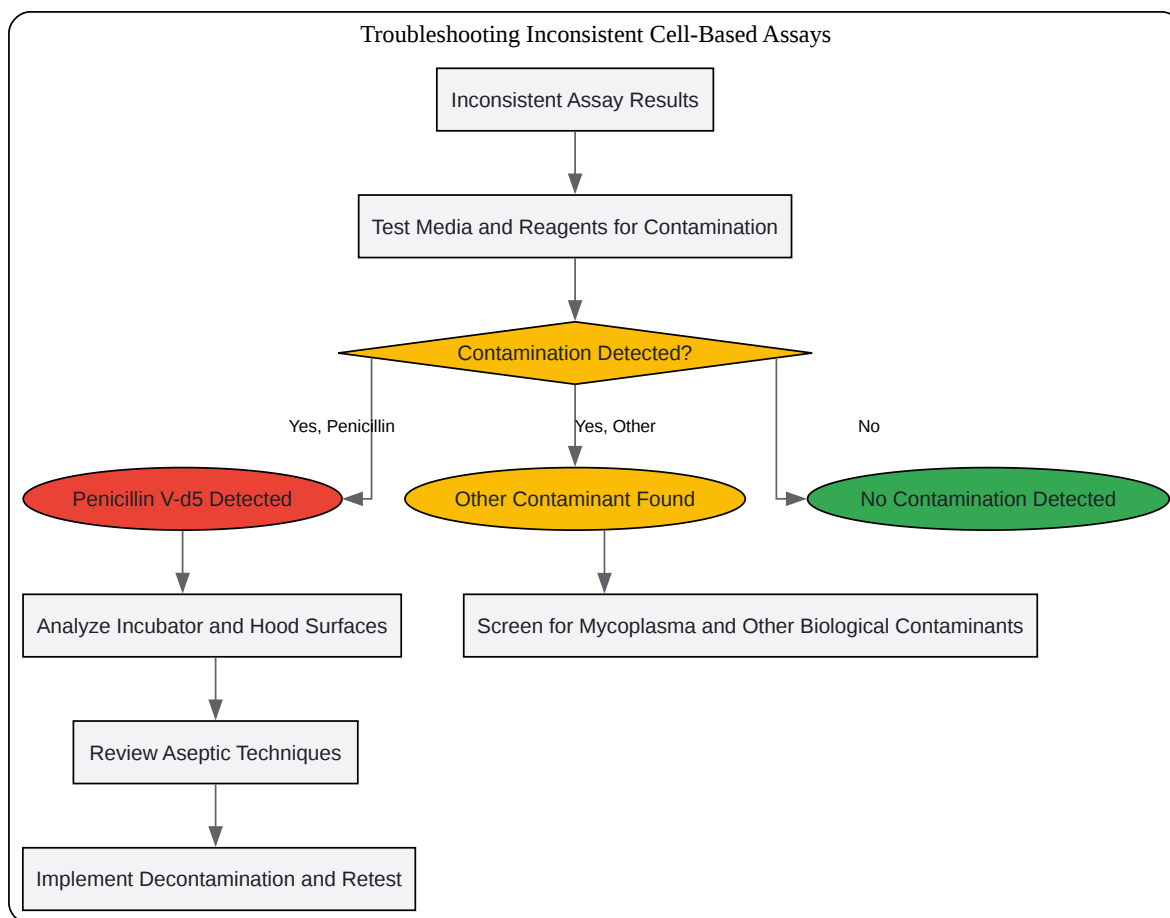 Troubleshooting Inconsistent Cell-Based Assays
Inconsistent Assay Results
Test Media and Reagents for Contamination
Contamination Detected?
Yes, Penicillin
Yes, Other
No
Penicillin V-d5 Detected
Other Contaminant Found
No Contamination Detected
Analyze Incubator and Hood Surfaces
Screen for Mycoplasma and Other Biological Contaminants
Review Aseptic Techniques
Implement Decontamination and Retest